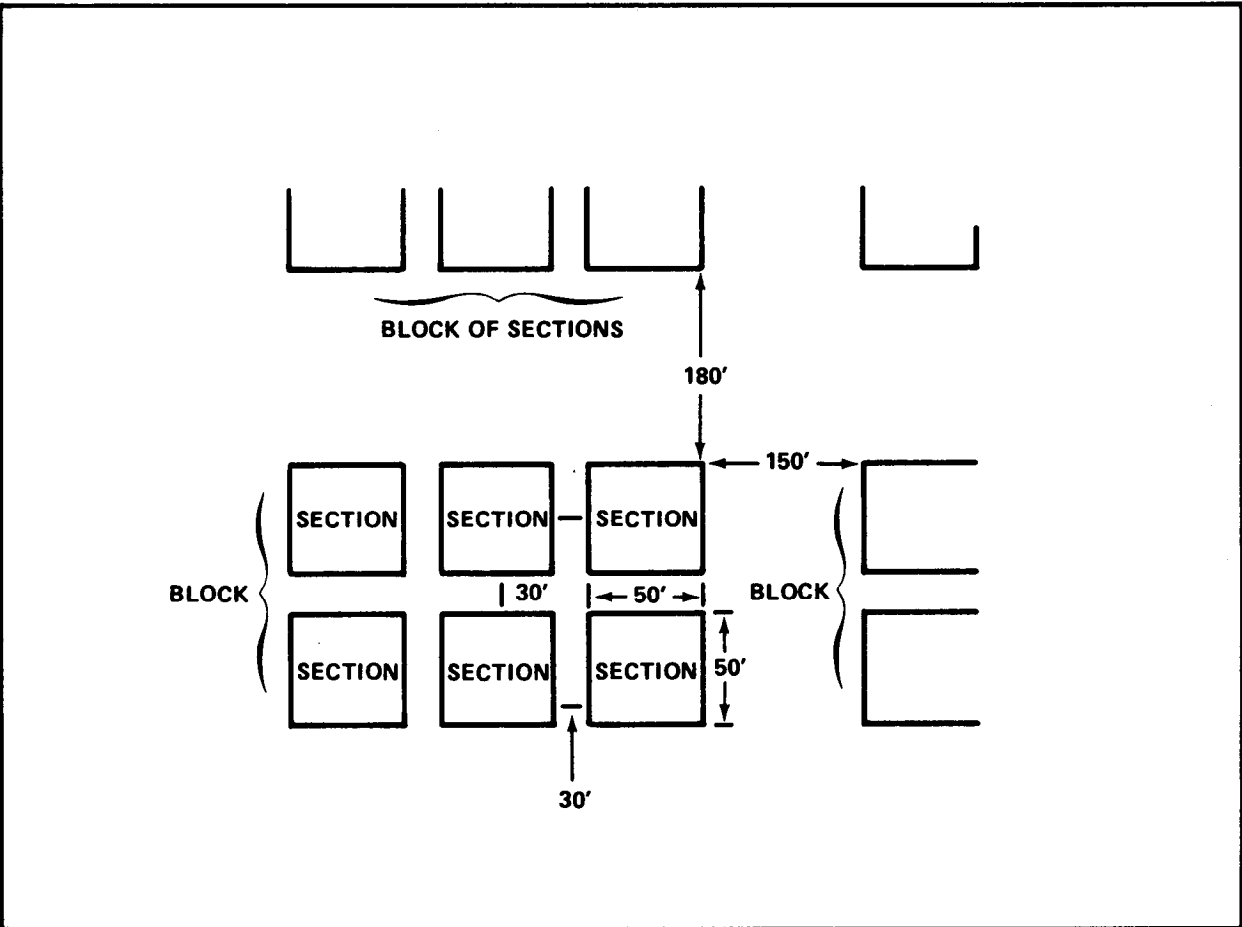 BLOCK OF SECTIONS
180′
150′
SECTION
SECTION
SECTION
BLOCK
30′
50′
BLOCK
SECTION
SECTION
SECTION
50′
30′